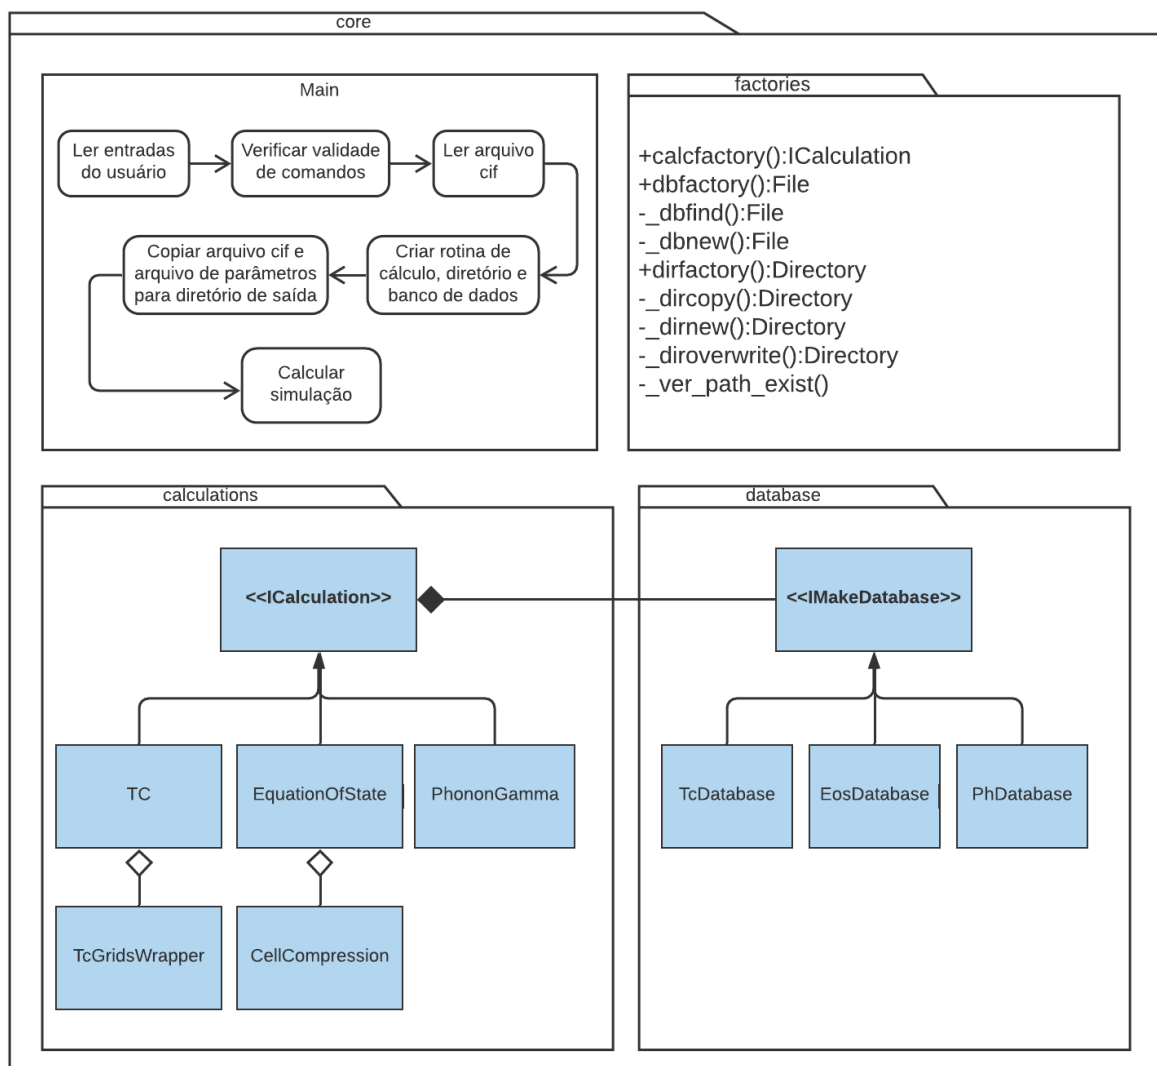 core
Main
Ler entradas
do usuário
Verificar validade
de comandos
Ler arquivo
cif
Criar rotina de
cálculo, diretório e
banco de dados
Copiar arquivo cif e
arquivo de parâmetros
para diretório de saída
Calcular
simulação
factories
+calcfactory():ICalculation
+dbfactory():File
-_dbfind():File
-_dbnew():File
+dirfactory():Directory
-_dircopy():Directory
-_dirnew():Directory
-_diroverwrite():Directory
-_ver_path_exist()
calculations
<<ICalculation>>
TC
EquationOfState
PhononGamma
TcGridsWrapper
CellCompression
database
<<IMakeDatabase>>
TcDatabase
EosDatabase
PhDatabase